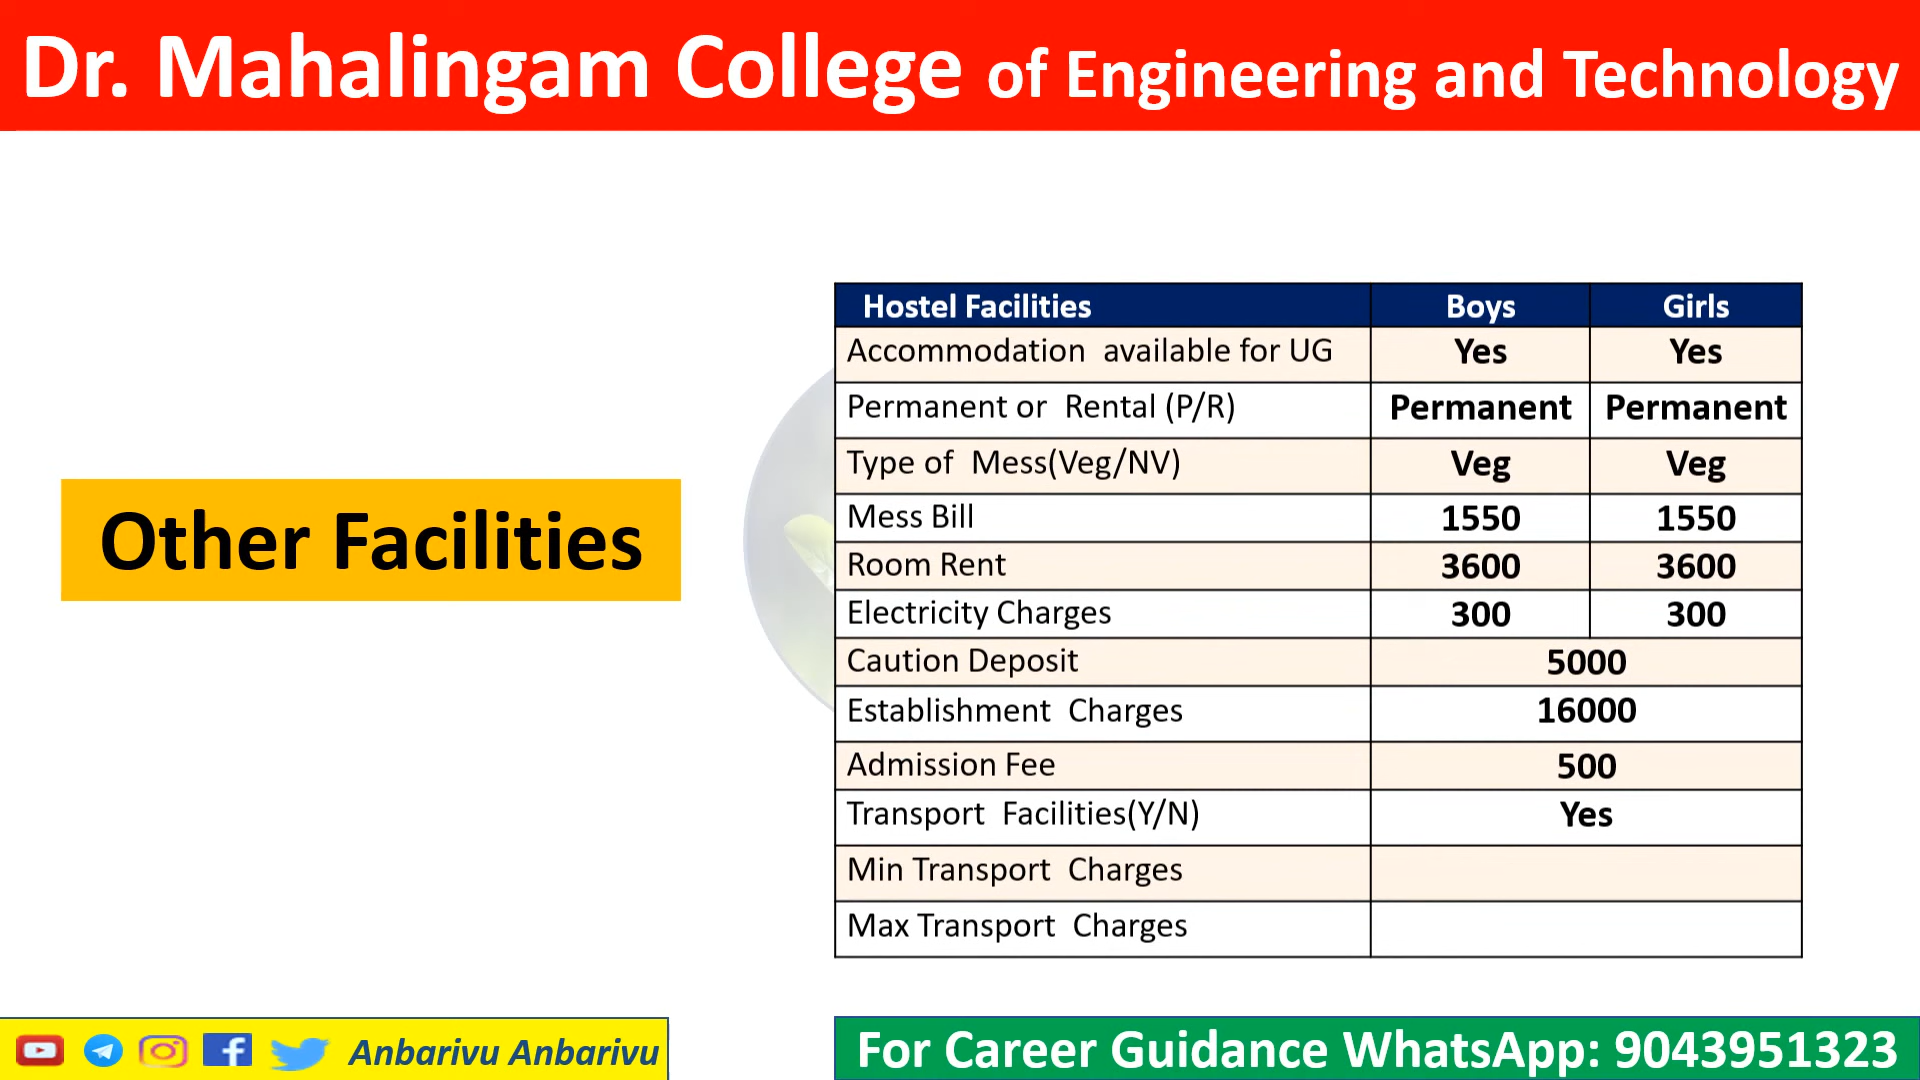 Dr. Mahalingam College of Engineering and Technology
Other Facilities
Hostel Facilities Boys Girls
Accommodation available for UG Yes Yes
Permanent or Rental (P/R) Permanent Permanent
Type of Mess(Veg/NV) Veg Veg
Mess Bill 1550 1550
Room Rent 3600 3600
Electricity Charges 300 300
Caution Deposit 5000
Establishment Charges 16000
Admission Fee 500
Transport Facilities(Y/N) Yes
Min Transport Charges
Max Transport Charges
Anbarivu Anbarivu
For Career Guidance WhatsApp: 9043951323